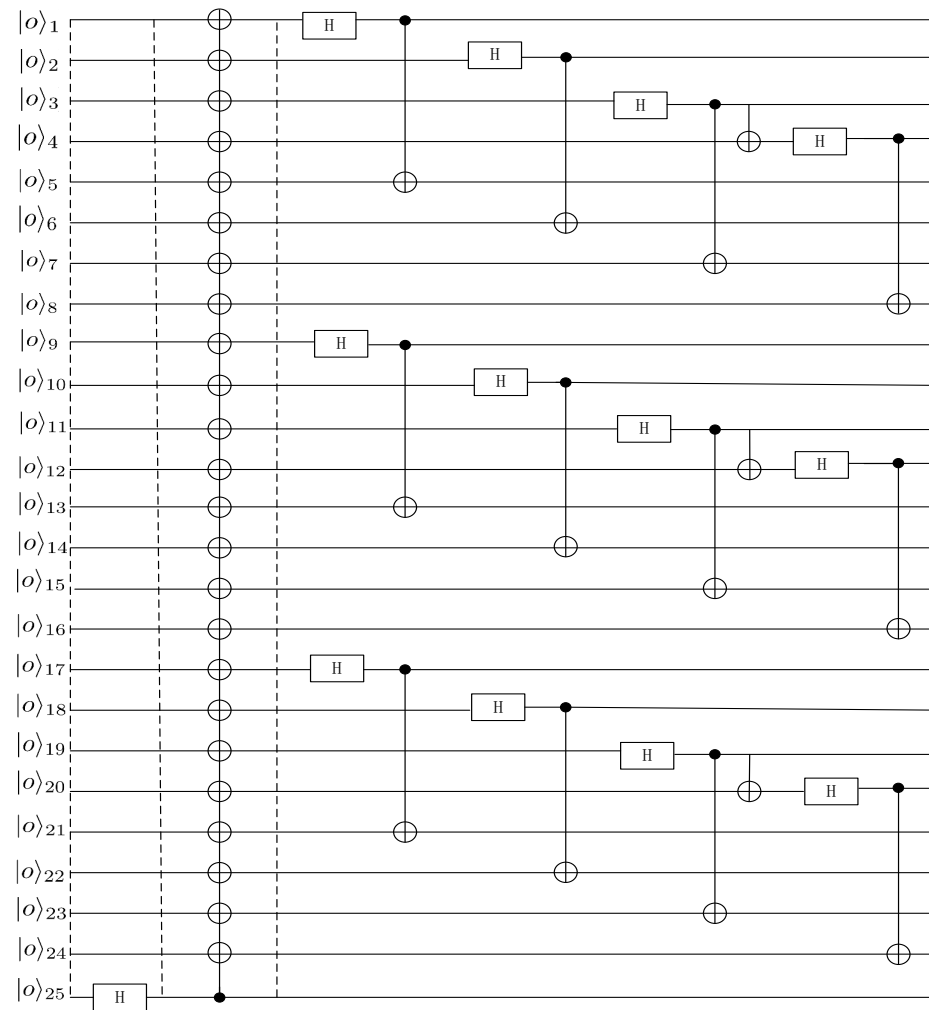 |o⟩₁ H
|o⟩₂ H
|o⟩₃ H
|o⟩₄ H
|o⟩₅
|o⟩₆
|o⟩₇
|o⟩₈
|o⟩₉ H
|o⟩₁₀ H
|o⟩₁₁ H
|o⟩₁₂ H
|o⟩₁₃
|o⟩₁₄
|o⟩₁₅
|o⟩₁₆
|o⟩₁₇ H
|o⟩₁₈ H
|o⟩₁₉ H
|o⟩₂₀ H
|o⟩₂₁
|o⟩₂₂
|o⟩₂₃
|o⟩₂₄
|o⟩₂₅ H